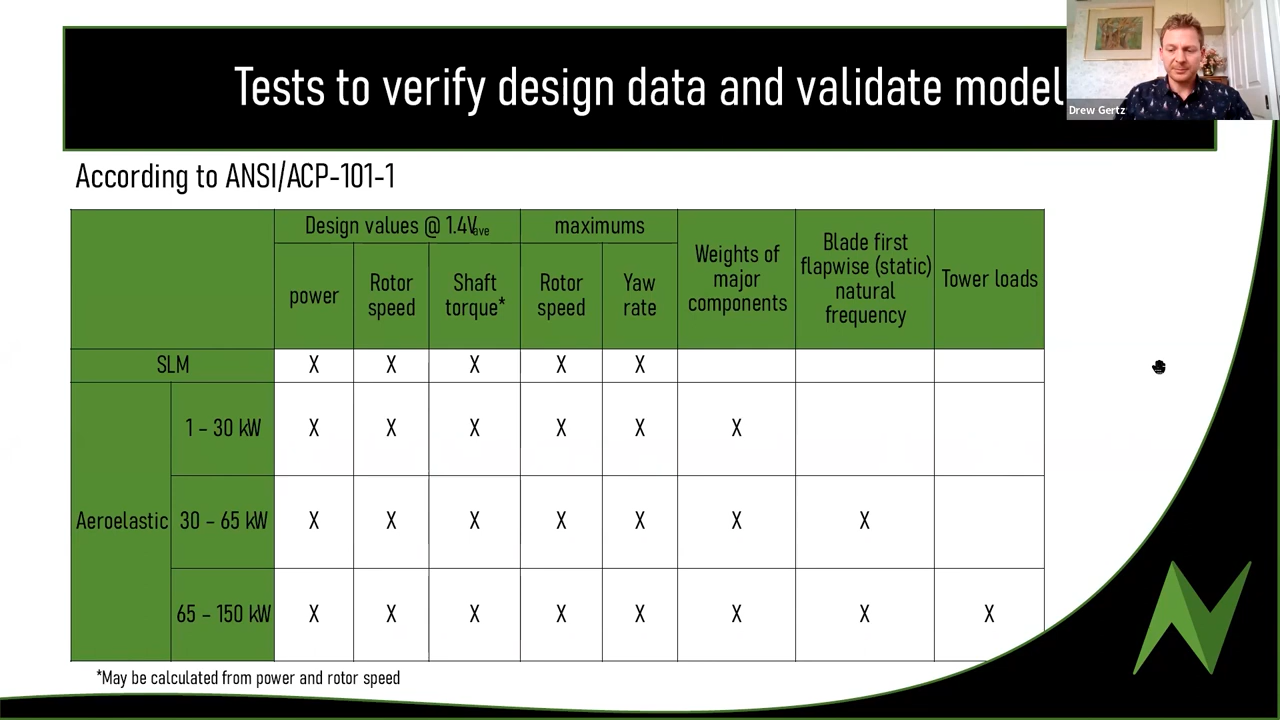 Tests to verify design data and validate model
Drew Gertz
According to ANSI/ACP-101-1
Design values @ 1.4Vave
maximums
Weights of
major
components
Blade first
flapwise (static)
natural
frequency
Tower loads
power
Rotor
speed
Shaft
torque*
Rotor
speed
Yaw
rate
SLM X X X X X
Aeroelastic
1 – 30 kW X X X X X X
30 – 65 kW X X X X X X X
65 – 150 kW X X X X X X X X
*May be calculated from power and rotor speed